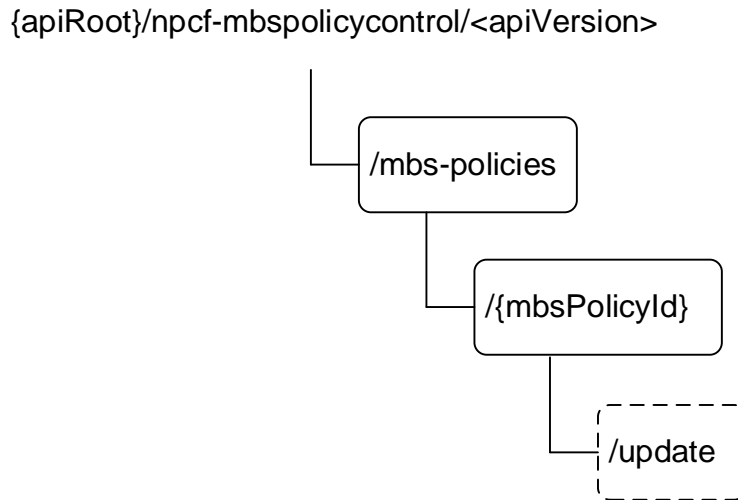 {apiRoot}/npcf-mbspolicycontrol/<apiVersion>
/mbs-policies
/{mbsPolicyId}
/update